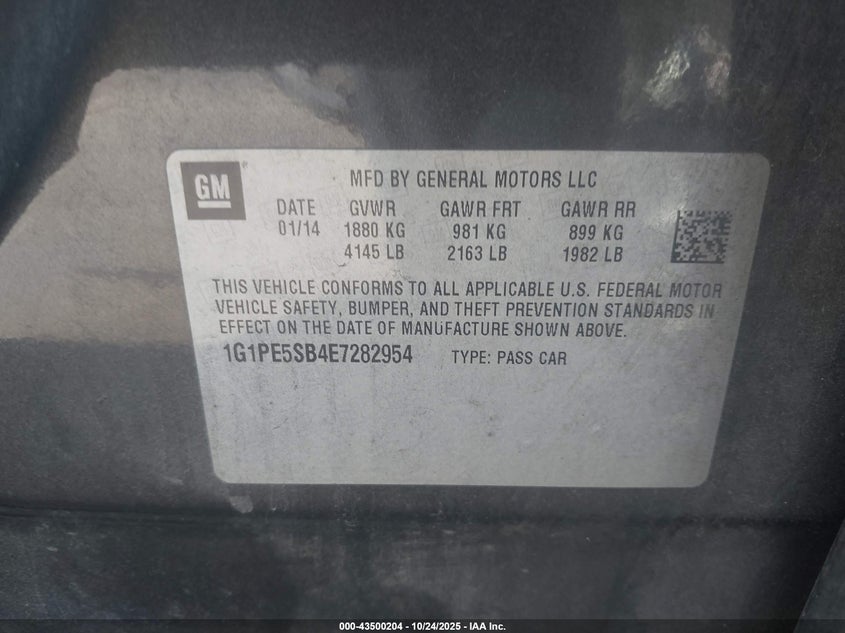 GM
MFD BY GENERAL MOTORS LLC
DATE GVWR GAWR FRT GAWR RR
01/14 1880 KG 981 KG 899 KG
4145 LB 2163 LB 1982 LB
THIS VEHICLE CONFORMS TO ALL APPLICABLE U.S. FEDERAL MOTOR
VEHICLE SAFETY, BUMPER, AND THEFT PREVENTION STANDARDS IN
EFFECT ON THE DATE OF MANUFACTURE SHOWN ABOVE.
1G1PE5SB4E7282954 TYPE: PASS CAR
000-43500204 - 10/24/2025 - IAA Inc.